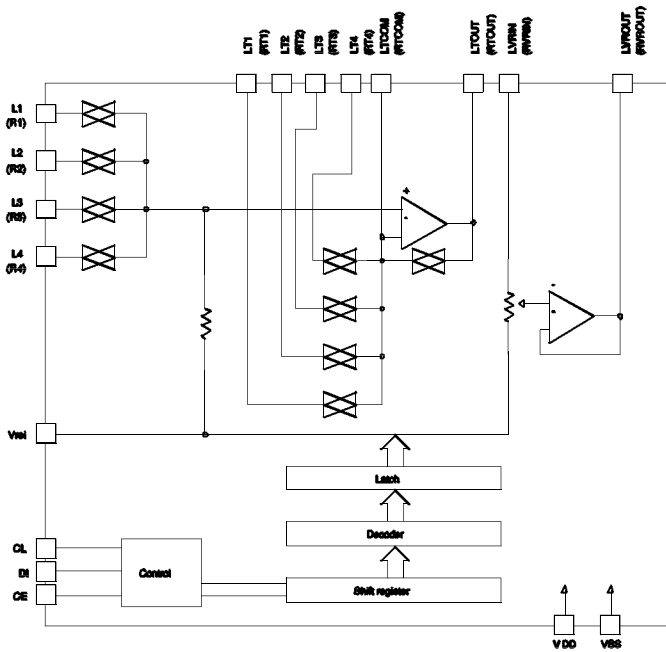 LT1
(RT1)
LT2
(RT2)
LT3
(RT3)
LT4
(RT4)
LTCOM
(RTCOM)
LTOUT
(RTOUT)
LVRIN
(RVRIN)
LVROUT
(RVROUT)
L1
(R1)
L2
(R2)
L3
(R3)
L4
(R4)
+
-
Vref
Latch
Decoder
Shift register
Control
CL
DI
CE
VDD
VSS